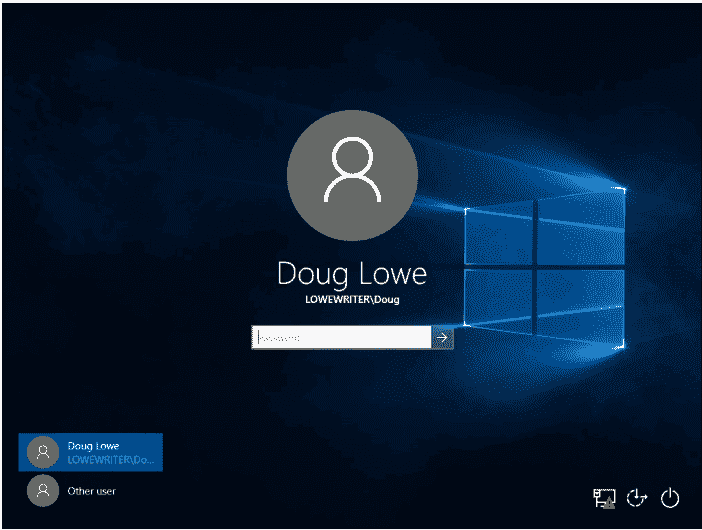 Doug Lowe
LOWEWRITER\Doug
Password
Doug Lowe
LOWEWRITER\Do...
Other user